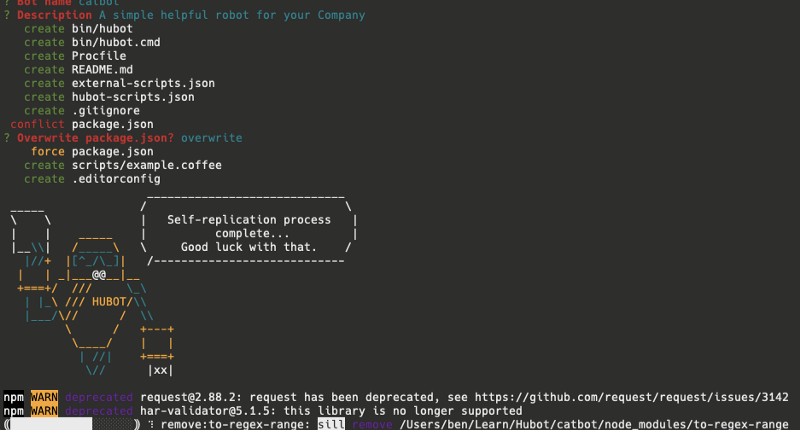 ? Bot name catbot
? Description A simple helpful robot for your Company
create bin/hubot
create bin/hubot.cmd
create Procfile
create README.md
create external-scripts.json
create hubot-scripts.json
create .gitignore
conflict package.json
? Overwrite package.json? overwrite
force package.json
create scripts/example.coffee
create .editorconfig
Self-replication process
complete...
Good luck with that.
HUBOT
npm WARN deprecated request@2.88.2: request has been deprecated, see https://github.com/request/request/issues/3142
npm WARN deprecated har-validator@5.1.5: this library is no longer supported
remove:to-regex-range: sill remove /Users/ben/Learn/Hubot/catbot/node_modules/to-regex-range